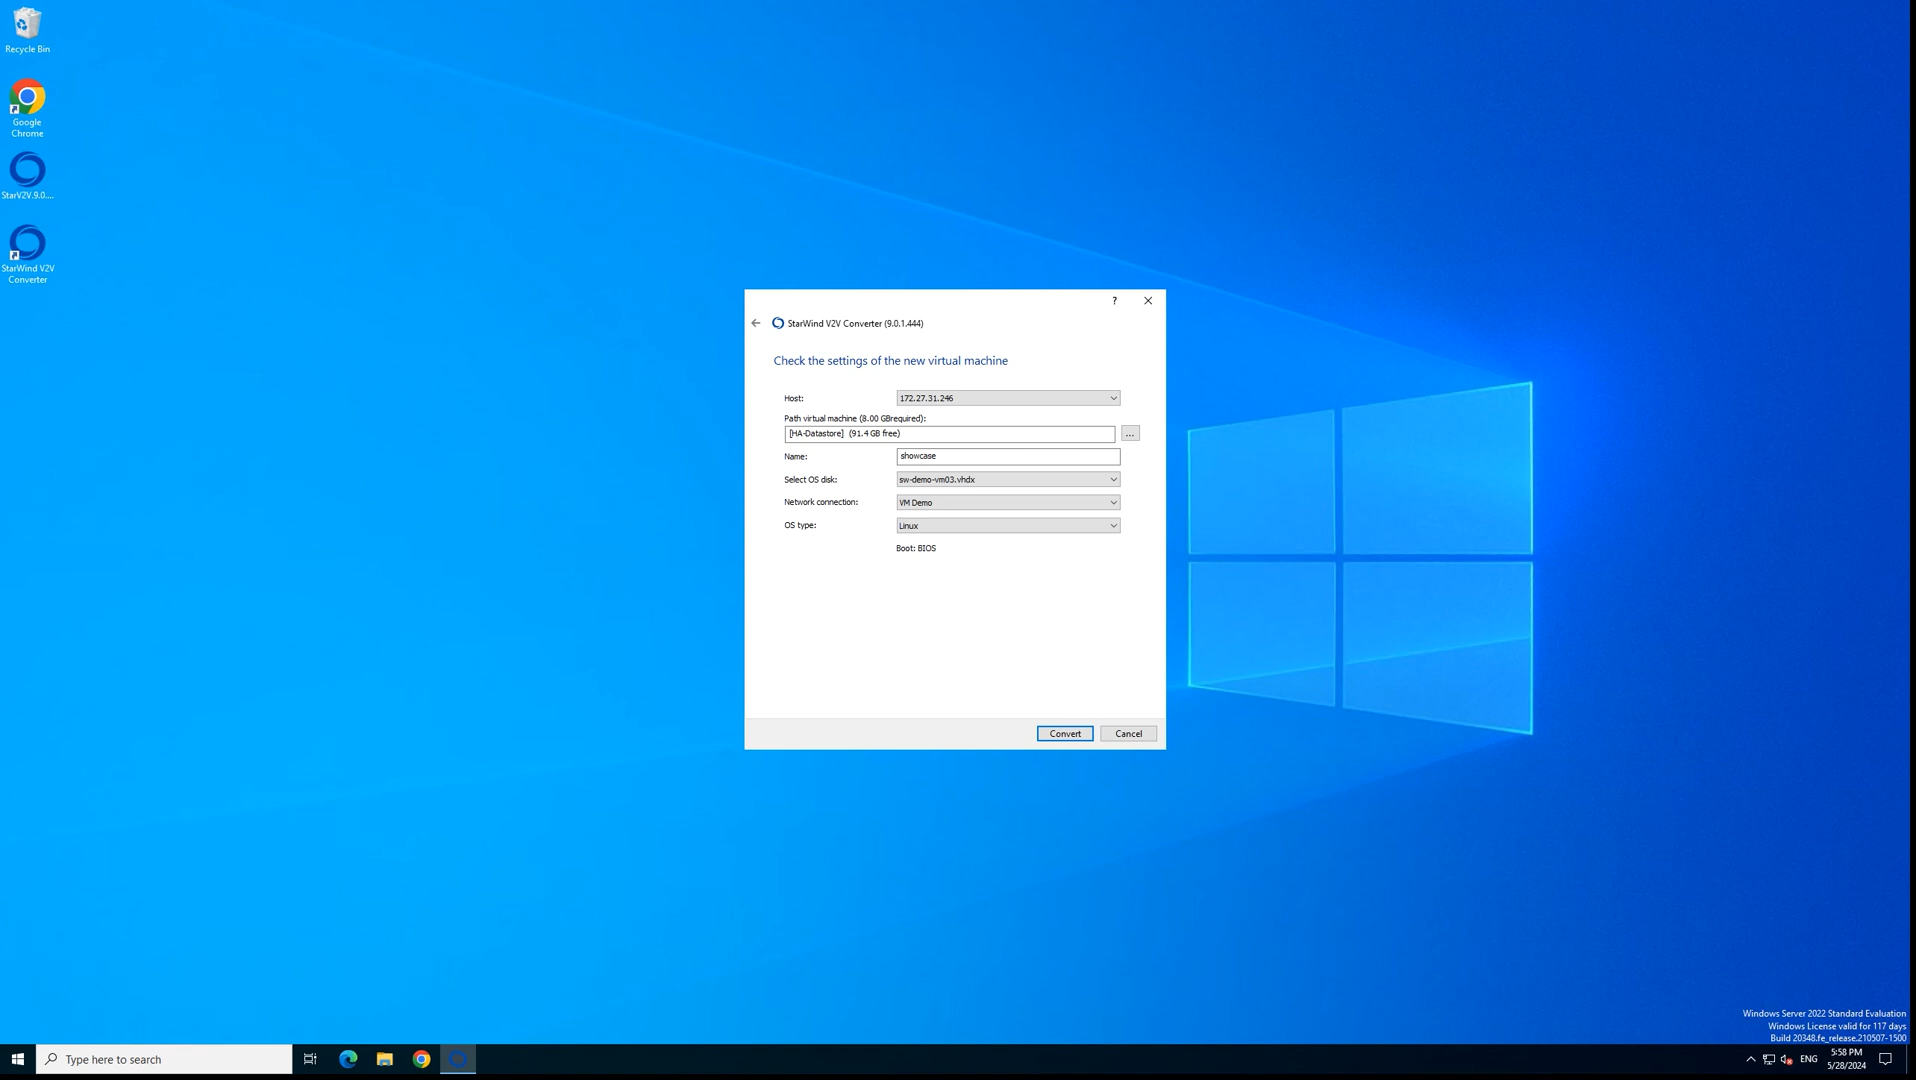 Recycle Bin
Google
Chrome
StarV2V.9.0....
StarWind V2V
Converter
?
StarWind V2V Converter (9.0.1.444)
Check the settings of the new virtual machine
Host:
172.27.31.246
Path virtual machine (8.00 GBrequired):
[HA-Datastore]  (91.4 GB free)
...
Name:
showcase
Select OS disk:
sw-demo-vm03.vhdx
Network connection:
VM Demo
OS type:
Linux
Boot: BIOS
Convert
Cancel
Windows Server 2022 Standard Evaluation
Windows License valid for 117 days
Build 20348.fe_release.210507-1500
Type here to search
ENG
5:58 PM
5/28/2024